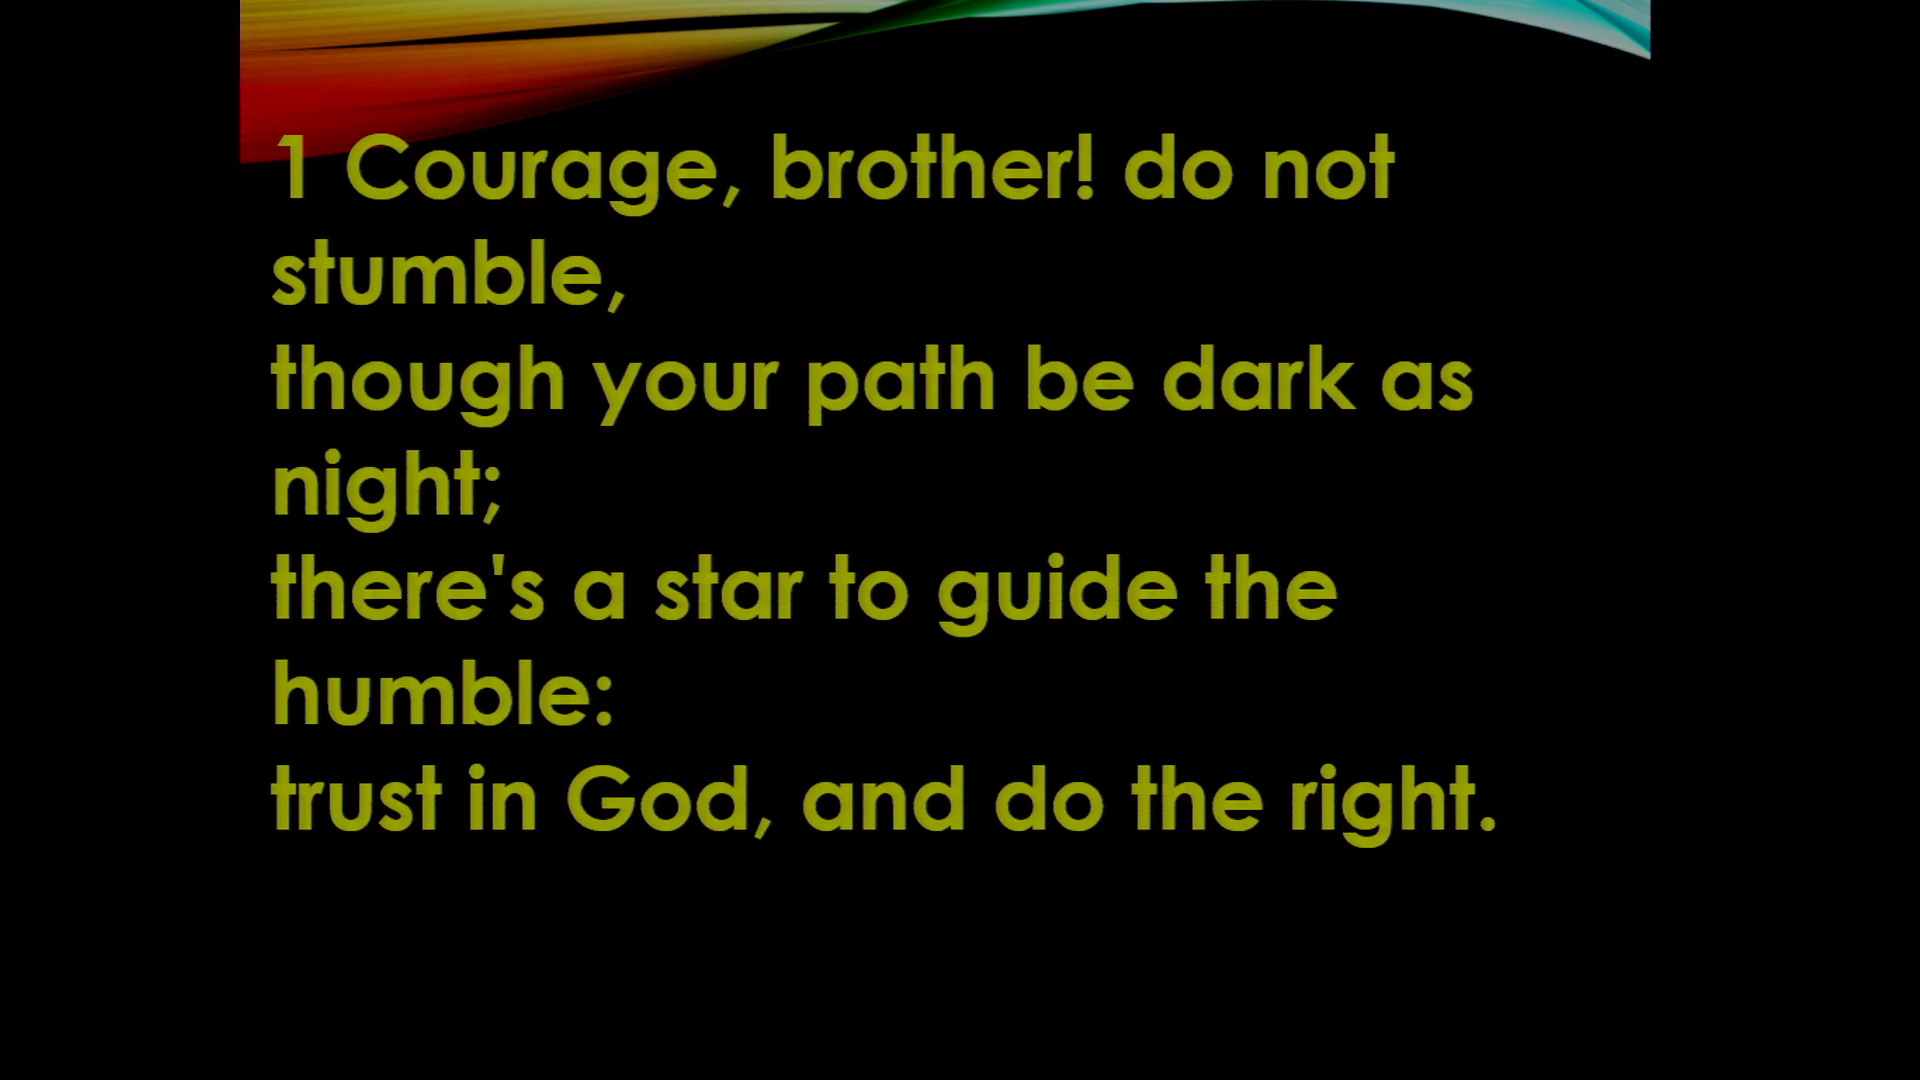 1 Courage, brother! do not
stumble,
though your path be dark as
night;
there's a star to guide the
humble:
trust in God, and do the right.